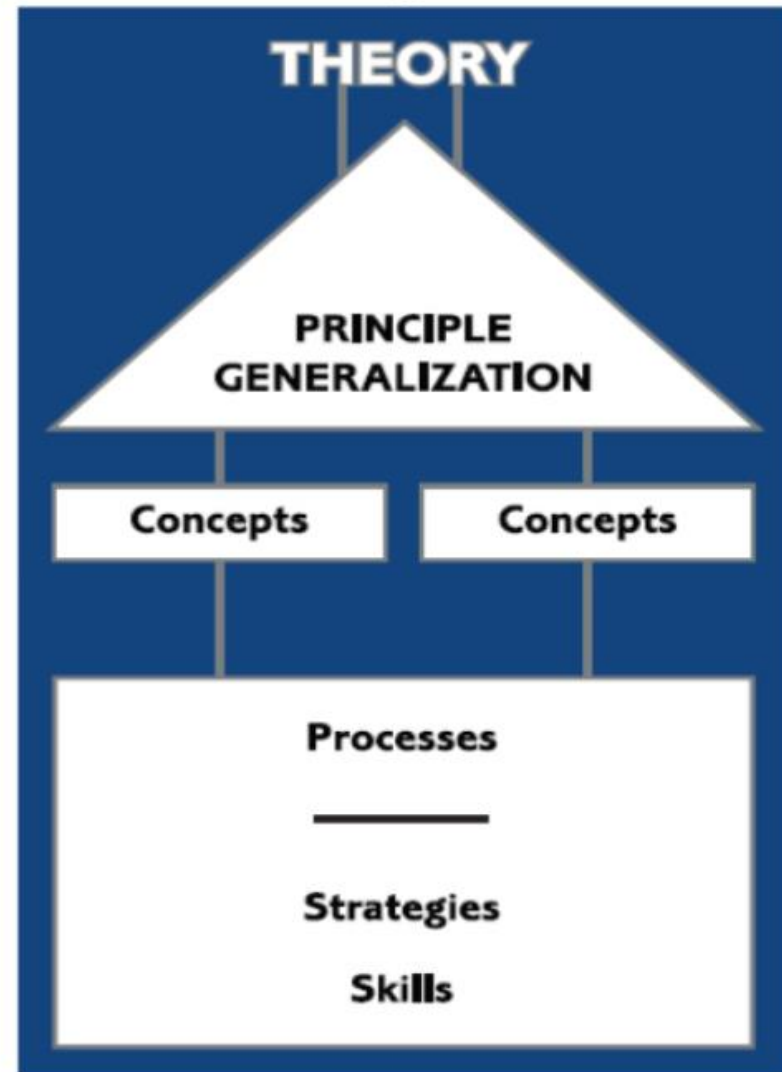 THEORY
PRINCIPLE
GENERALIZATION
Concepts
Concepts
Processes
Strategies
Skills